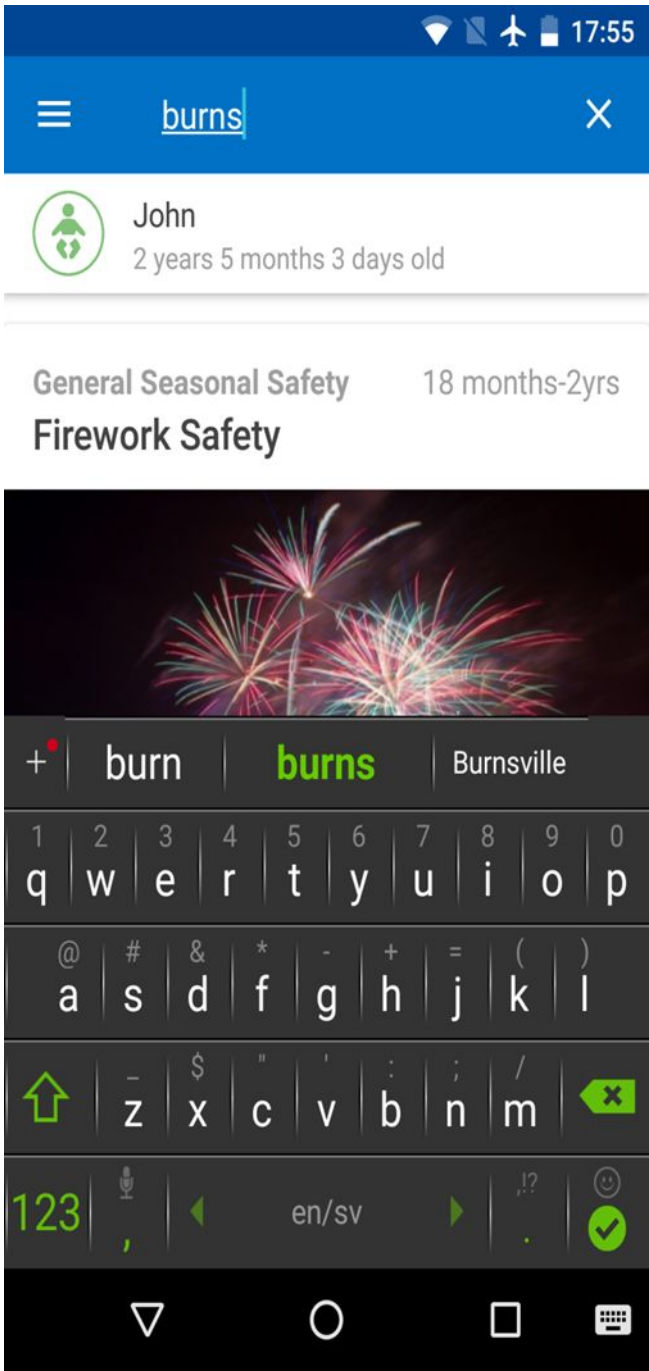 17:55
burns
John
2 years 5 months 3 days old
General Seasonal Safety 18 months-2yrs
Firework Safety
+ burn burns Burnsville
1 2 3 4 5 6 7 8 9 0
q w e r t y u i o p
@ # & * - + = ( )
a s d f g h j k l
_ $ " ' : ; /
z x c v b n m
,!?
123 , en/sv .